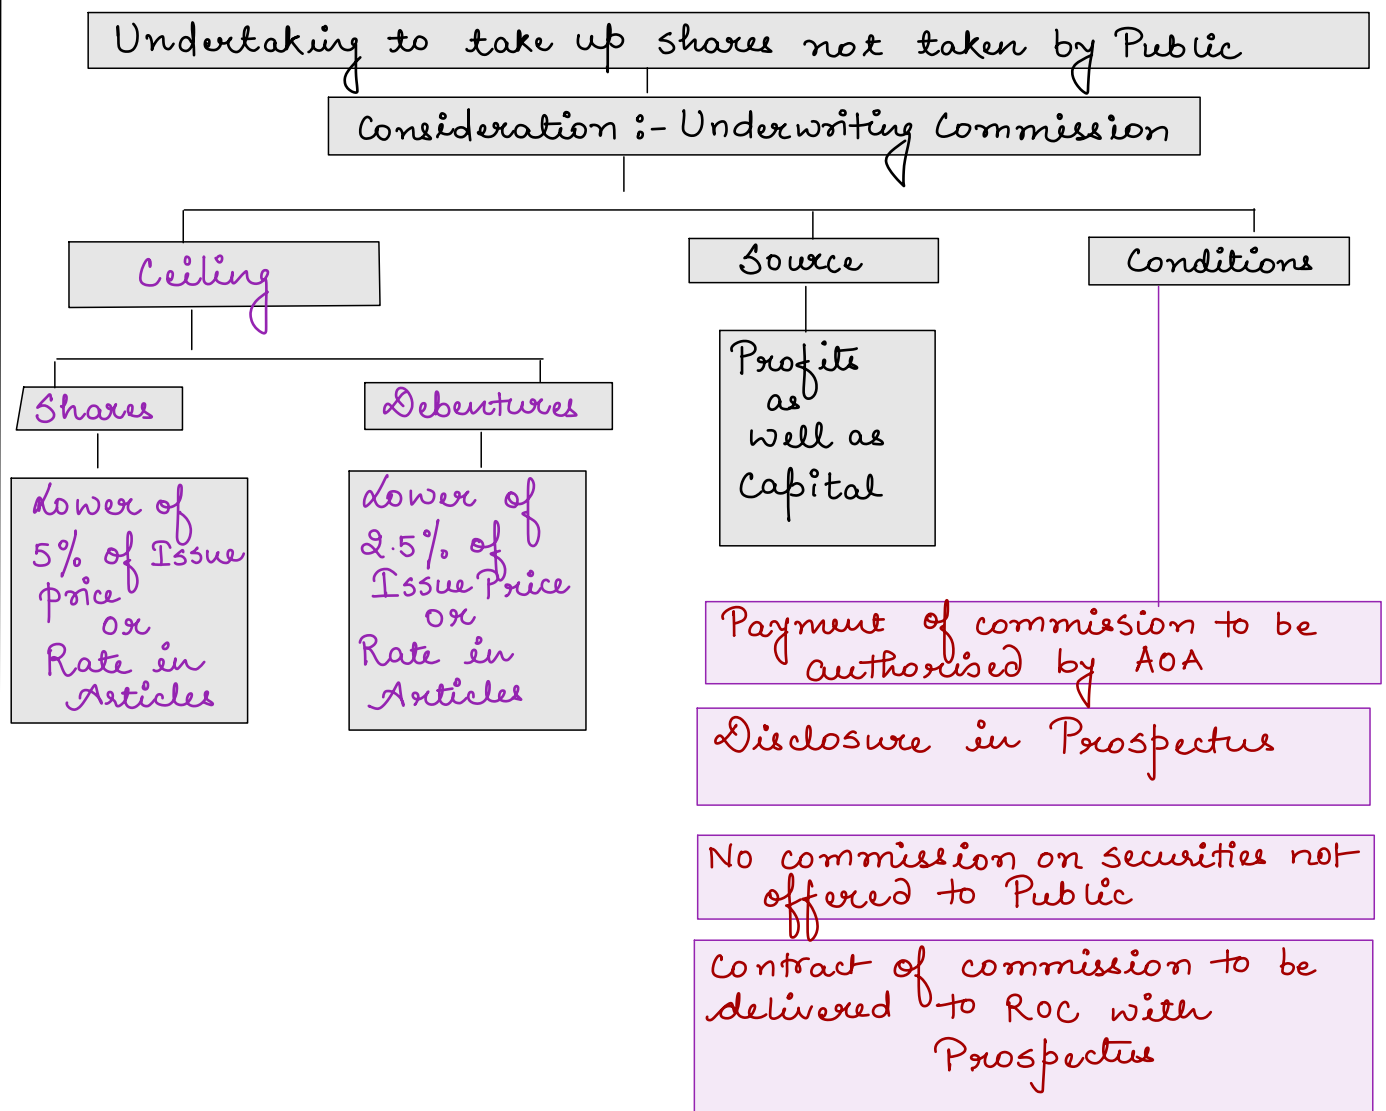 Undertaking to take up shares not taken by Public
Consideration :- Underwriting Commission
Ceiling
Source
Conditions
Shares
Debentures
Lower of
5% of Issue
price
or
Rate in
Articles
Lower of
2.5% of
Issue Price
or
Rate in
Articles
Profits
as
well as
Capital
Payment of commission to be
authorised by AOA
Disclosure in Prospectus
No commission on securities not
offered to Public
Contract of commission to be
delivered to ROC with
Prospectus